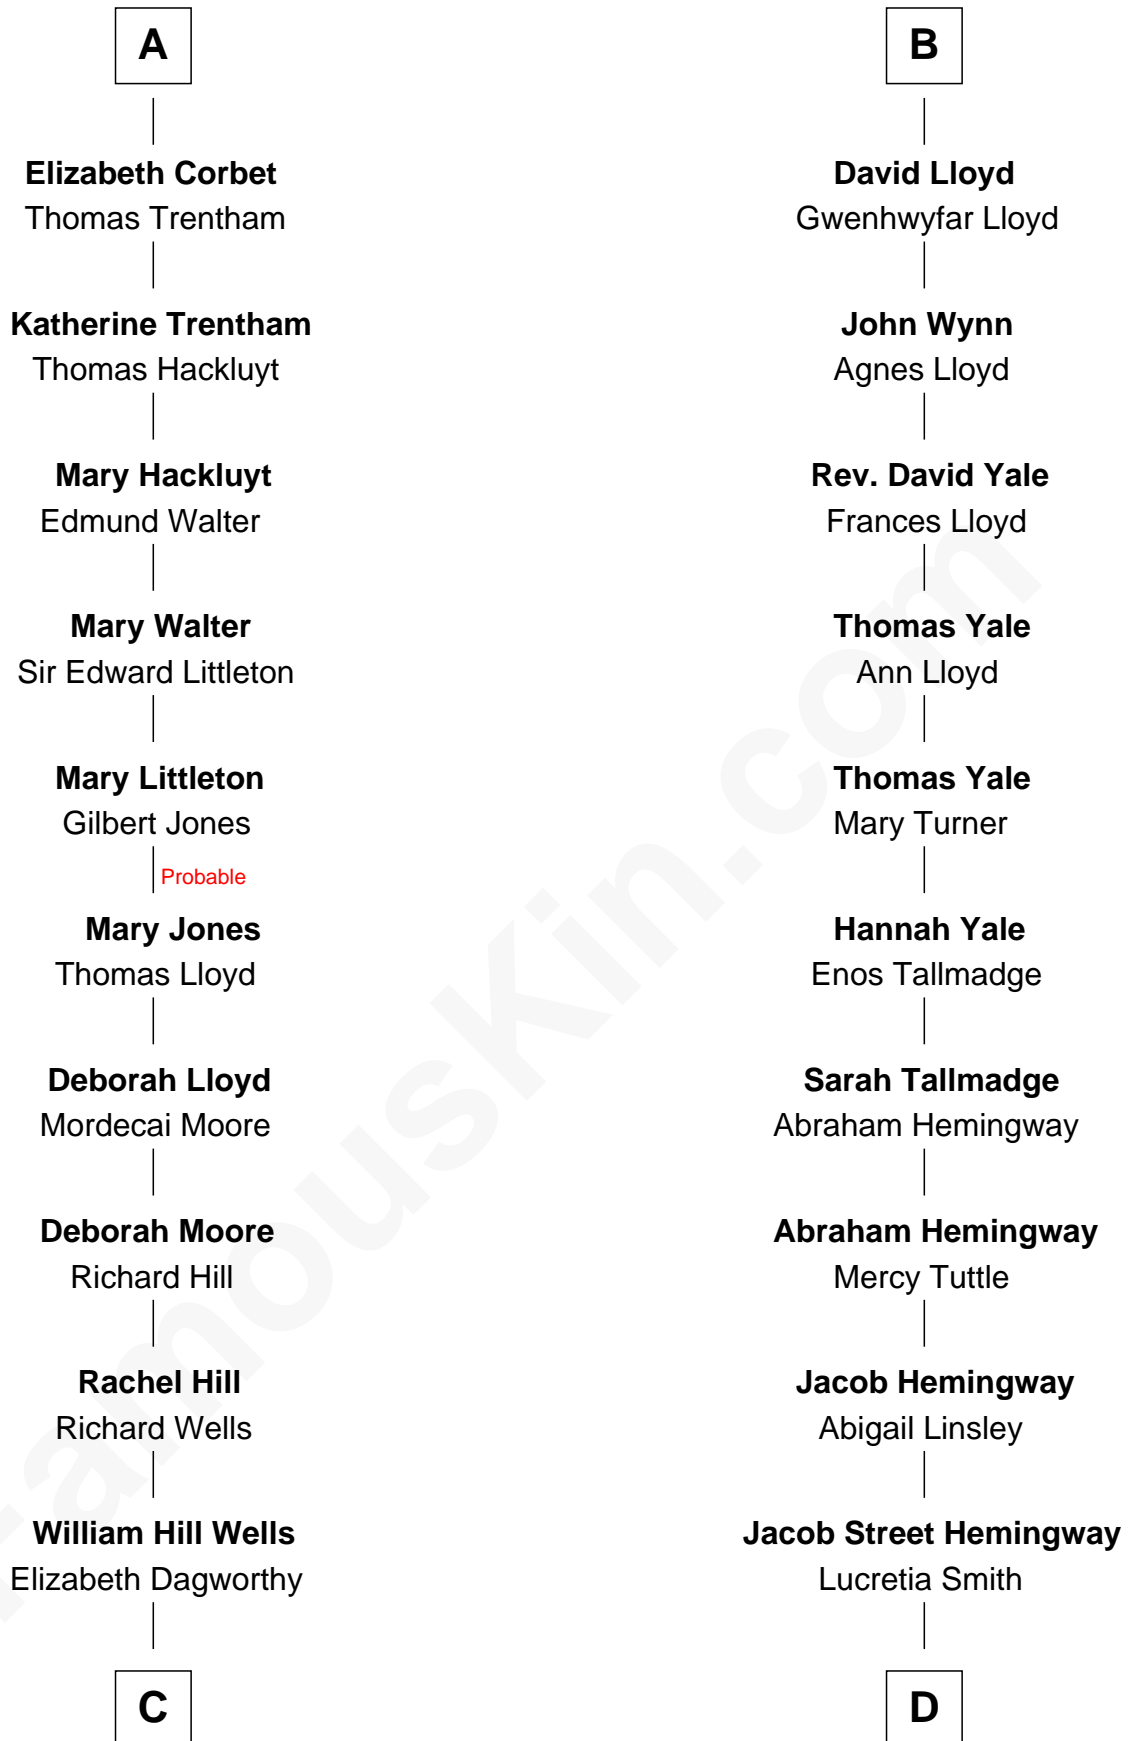 A
Elizabeth Corbet
Thomas Trentham
Katherine Trentham
Thomas Hackluyt
Mary Hackluyt
Edmund Walter
Mary Walter
Sir Edward Littleton
Mary Littleton
Gilbert Jones
Probable
Mary Jones
Thomas Lloyd
Deborah Lloyd
Mordecai Moore
Deborah Moore
Richard Hill
Rachel Hill
Richard Wells
William Hill Wells
Elizabeth Dagworthy
C
B
David Lloyd
Gwenhwyfar Lloyd
John Wynn
Agnes Lloyd
Rev. David Yale
Frances Lloyd
Thomas Yale
Ann Lloyd
Thomas Yale
Mary Turner
Hannah Yale
Enos Tallmadge
Sarah Tallmadge
Abraham Hemingway
Abraham Hemingway
Mercy Tuttle
Jacob Hemingway
Abigail Linsley
Jacob Street Hemingway
Lucretia Smith
D
FamousKin.com